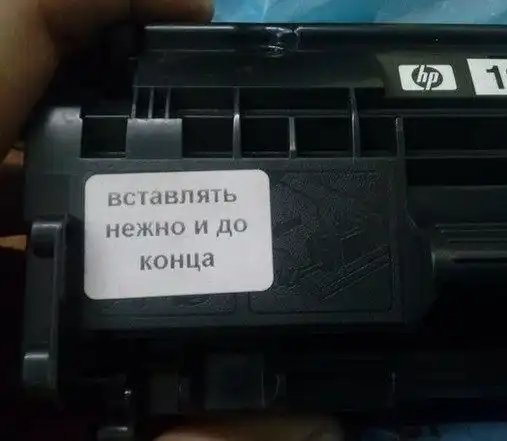 hp
вставлять
нежно и до
конца